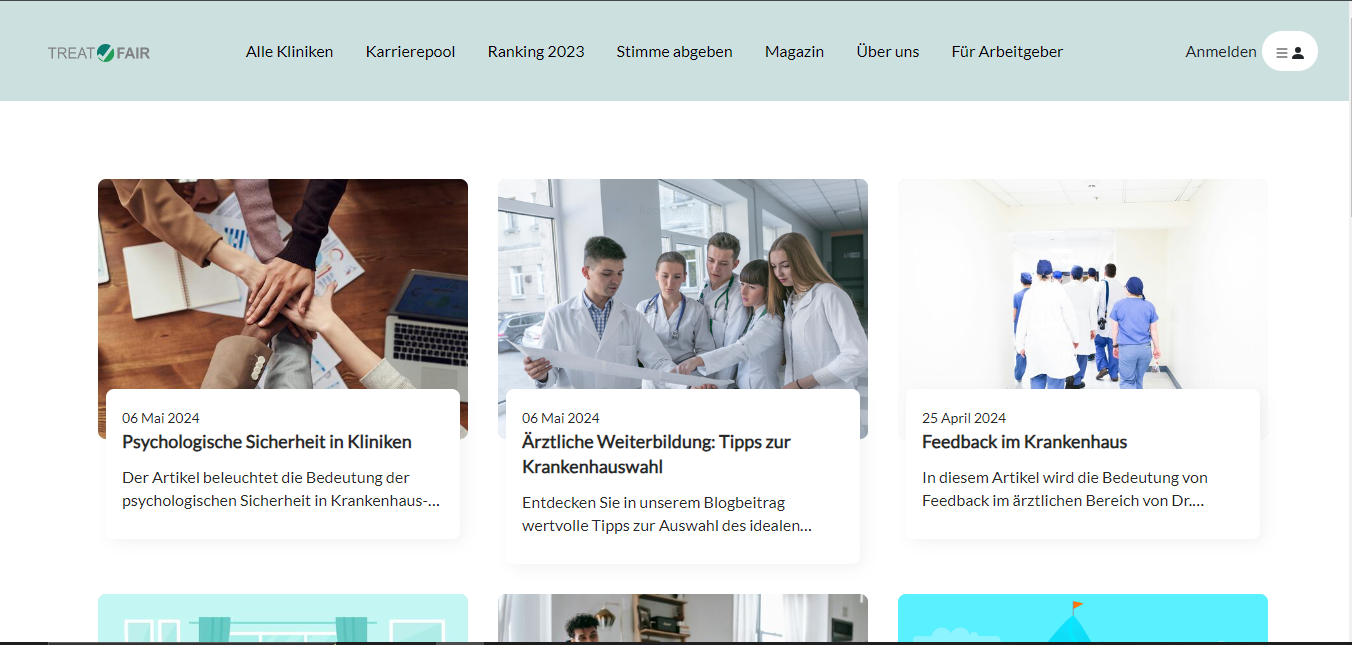 TREAT FAIR
Alle Kliniken
Karrierepool
Ranking 2023
Stimme abgeben
Magazin
Über uns
Für Arbeitgeber
Anmelden
06 Mai 2024
Psychologische Sicherheit in Kliniken
Der Artikel beleuchtet die Bedeutung der
psychologischen Sicherheit in Krankenhaus-...
06 Mai 2024
Ärztliche Weiterbildung: Tipps zur
Krankenhauswahl
Entdecken Sie in unserem Blogbeitrag
wertvolle Tipps zur Auswahl des idealen...
25 April 2024
Feedback im Krankenhaus
In diesem Artikel wird die Bedeutung von
Feedback im ärztlichen Bereich von Dr....